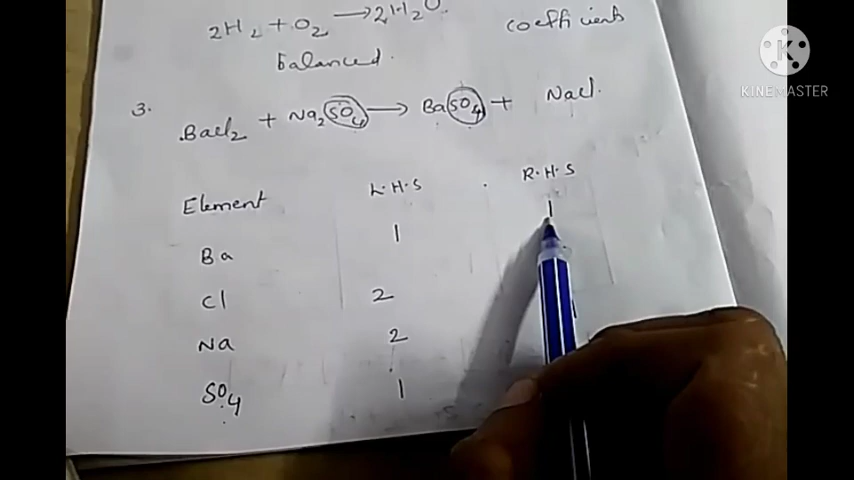 2H2 + O2 → 2H2O.
coefficients
balanced.
3. BaCl2 + Na2SO4 → BaSO4 + NaCl.
Element L.H.S R.H.S
Ba 1 1
Cl 2
Na 2
SO4 1
KINEMASTER